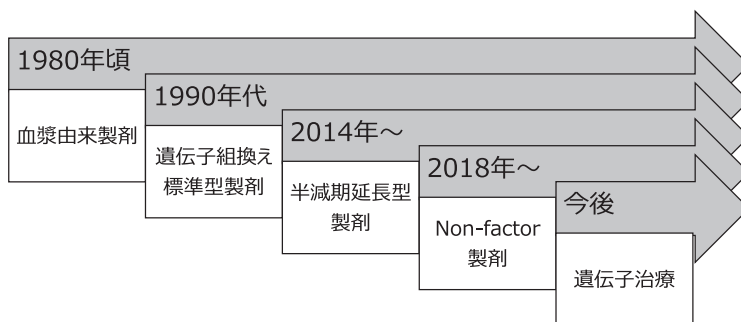 1980年頃
血漿由来製剤
1990年代
遺伝子組換え
標準型製剤
2014年～
半減期延長型
製剤
2018年～
Non-factor
製剤
今後
遺伝子治療